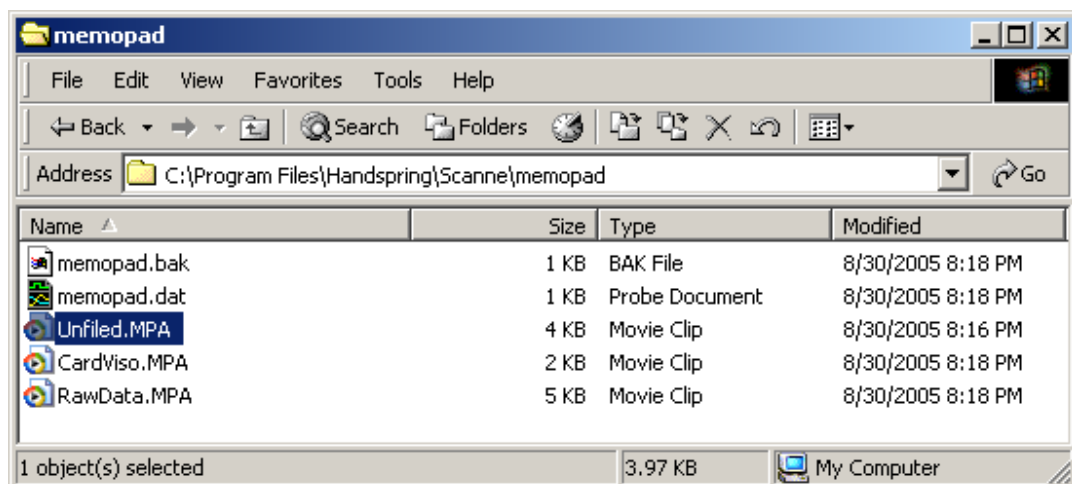 memopad
File Edit View Favorites Tools Help
Back Search Folders
Address C:\Program Files\Handspring\Scanne\memopad Go
Name Size Type Modified
memopad.bak 1 KB BAK File 8/30/2005 8:18 PM
memopad.dat 1 KB Probe Document 8/30/2005 8:18 PM
Unfiled.MPA 4 KB Movie Clip 8/30/2005 8:16 PM
CardViso.MPA 2 KB Movie Clip 8/30/2005 8:18 PM
RawData.MPA 5 KB Movie Clip 8/30/2005 8:18 PM
1 object(s) selected 3.97 KB My Computer